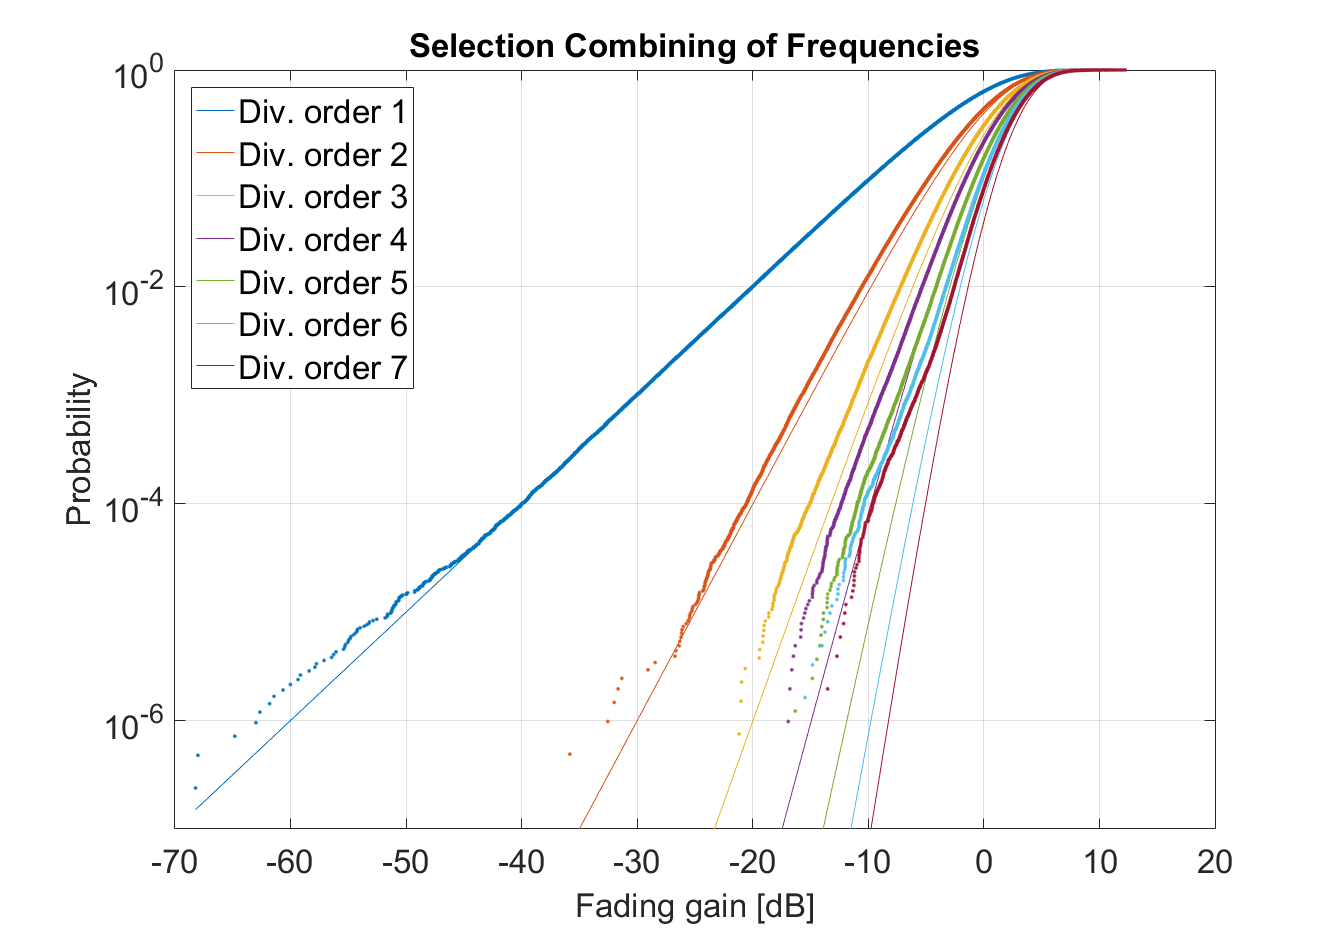 Selection Combining of Frequencies
10^0
10^-2
10^-4
10^-6
Probability
Div. order 1
Div. order 2
Div. order 3
Div. order 4
Div. order 5
Div. order 6
Div. order 7
-70 -60 -50 -40 -30 -20 -10 0 10 20
Fading gain [dB]